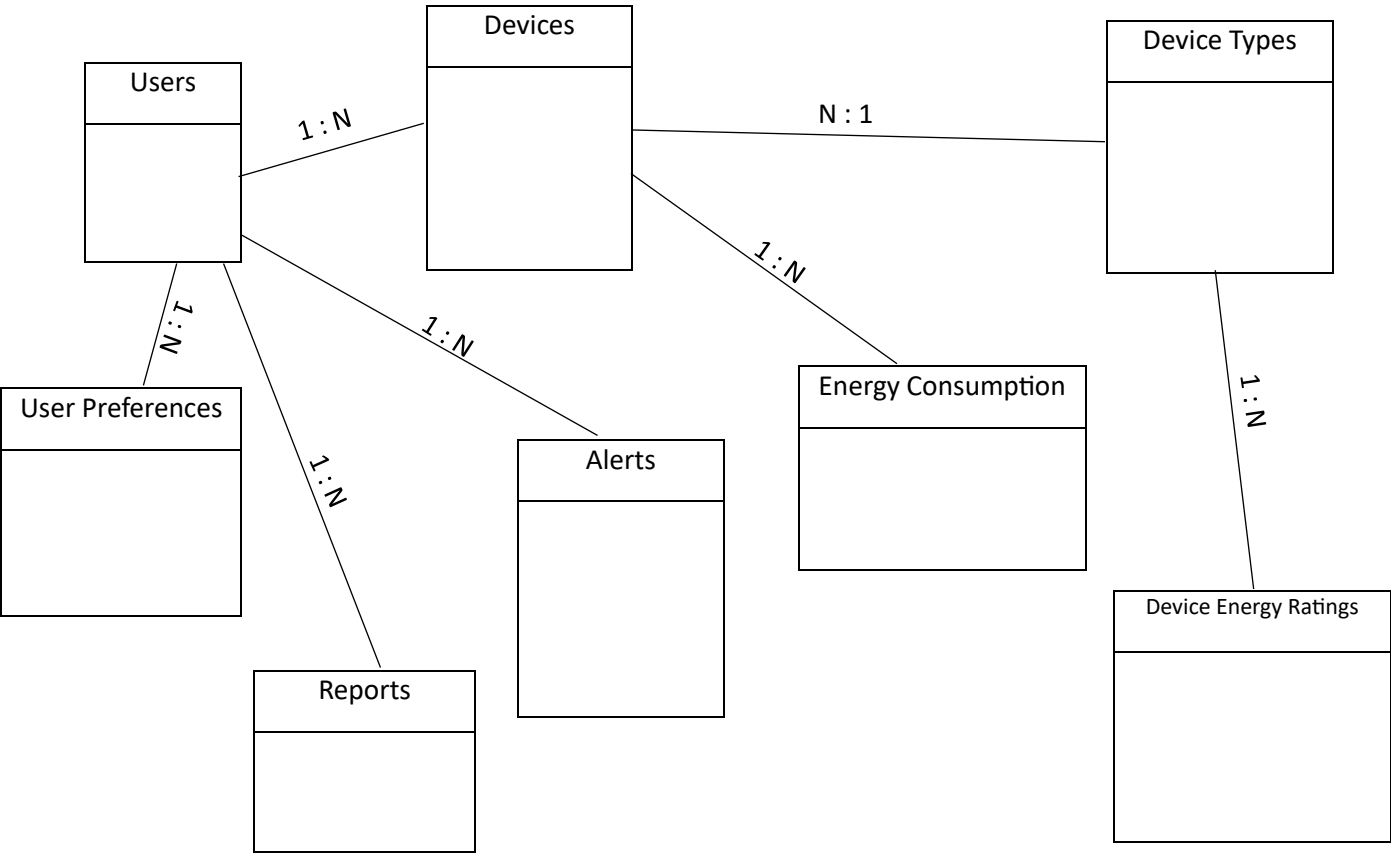 Devices
Device Types
Users
1 : N
N : 1
1 : N
1 : N
1 : N
1 : N
1 : N
User Preferences
Energy Consumption
Alerts
Device Energy Ratings
Reports